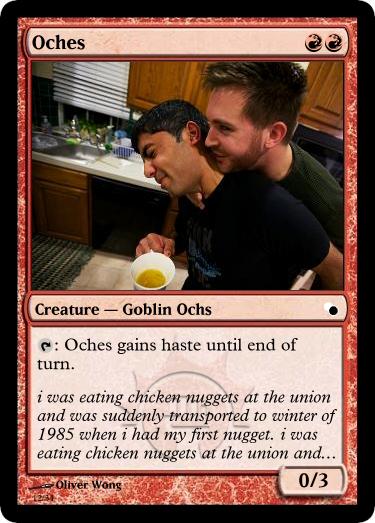 Oches
Creature — Goblin Ochs
: Oches gains haste until end of
turn.
i was eating chicken nuggets at the union
and was suddenly transported to winter of
1985 when i had my first nugget. i was
eating chicken nuggets at the union and...
0/3
Oliver Wong